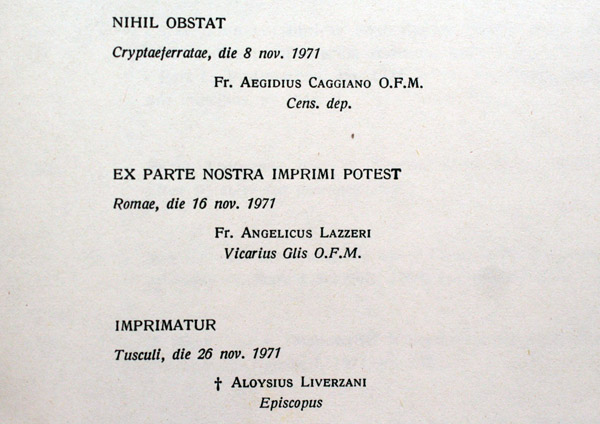 NIHIL OBSTAT
Cryptaeferratae, die 8 nov. 1971
Fr. Aegidius Caggiano O.F.M.
Cens. dep.
EX PARTE NOSTRA IMPRIMI POTEST
Romae, die 16 nov. 1971
Fr. Angelicus Lazzeri
Vicarius Glis O.F.M.
IMPRIMATUR
Tusculi, die 26 nov. 1971
† Aloysius Liverzani
Episcopus